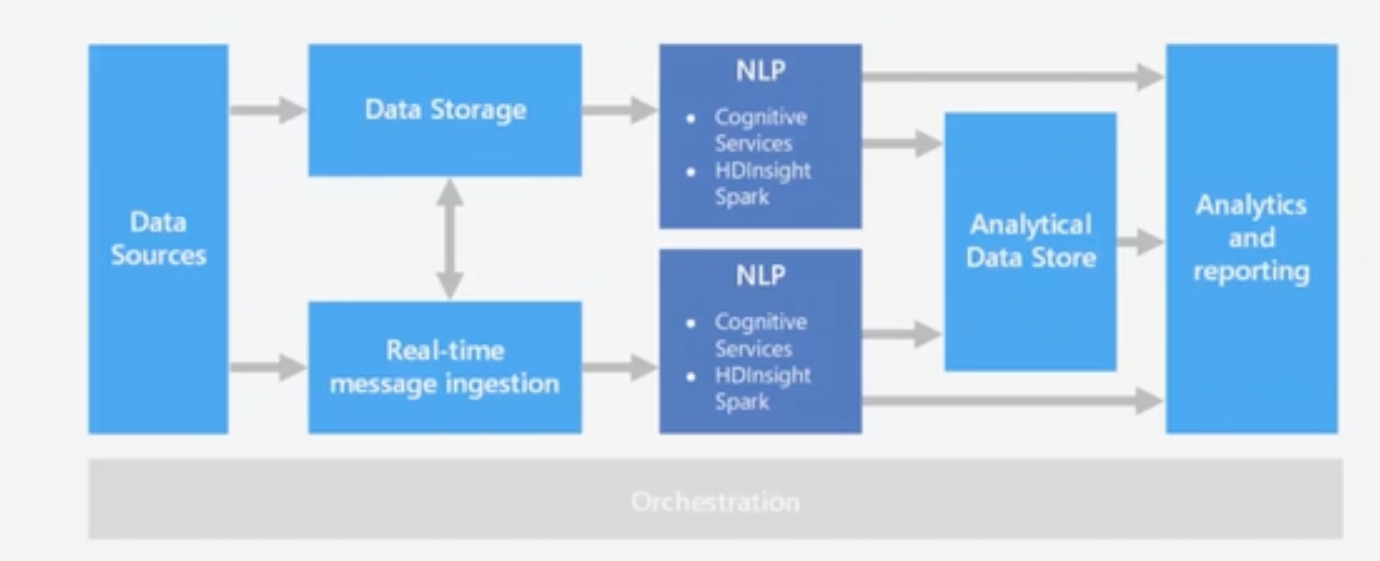 Data
Sources
Data Storage
Real-time
message ingestion
NLP
• Cognitive
Services
• HDInsight
Spark
NLP
• Cognitive
Services
• HDInsight
Spark
Analytical
Data Store
Analytics
and
reporting
Orchestration